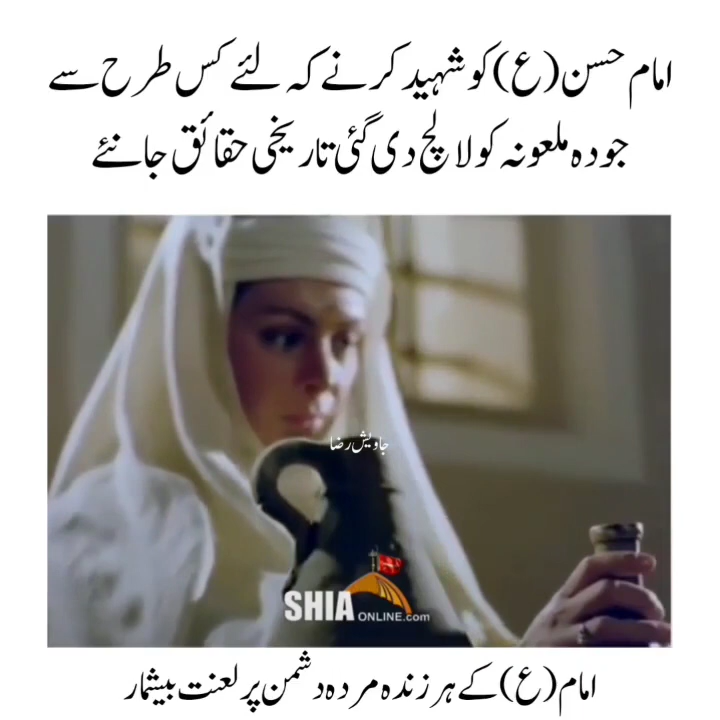 امام حسن (ع) کو شہید کرنے کہ لئے کس طرح سے
جودہ ملعونہ کو لالچ دی گئی تاریخی حقائق جانئے
جاویش رضا
SHIA ONLINE.com
امام (ع) کے ہر زندہ مردہ دشمن پر لعنت بیشمار